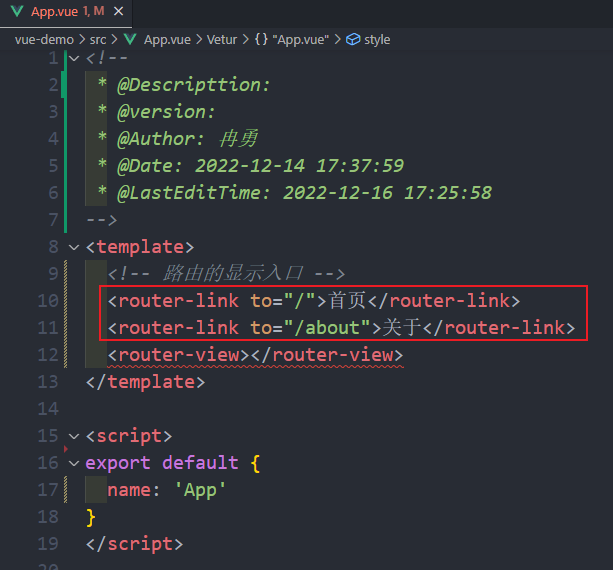 App.vue 1, M ×
vue-demo > src > App.vue > Vetur > {} "App.vue" > style
1 <!--
2 * @Descripttion:
3 * @version:
4 * @Author: 冉勇
5 * @Date: 2022-12-14 17:37:59
6 * @LastEditTime: 2022-12-16 17:25:58
7 -->
8 <template>
9 <!-- 路由的显示入口 -->
10 <router-link to="/">首页</router-link>
11 <router-link to="/about">关于</router-link>
12 <router-view></router-view>
13 </template>
14
15 <script>
16 export default {
17 name: 'App'
18 }
19 </script>
20